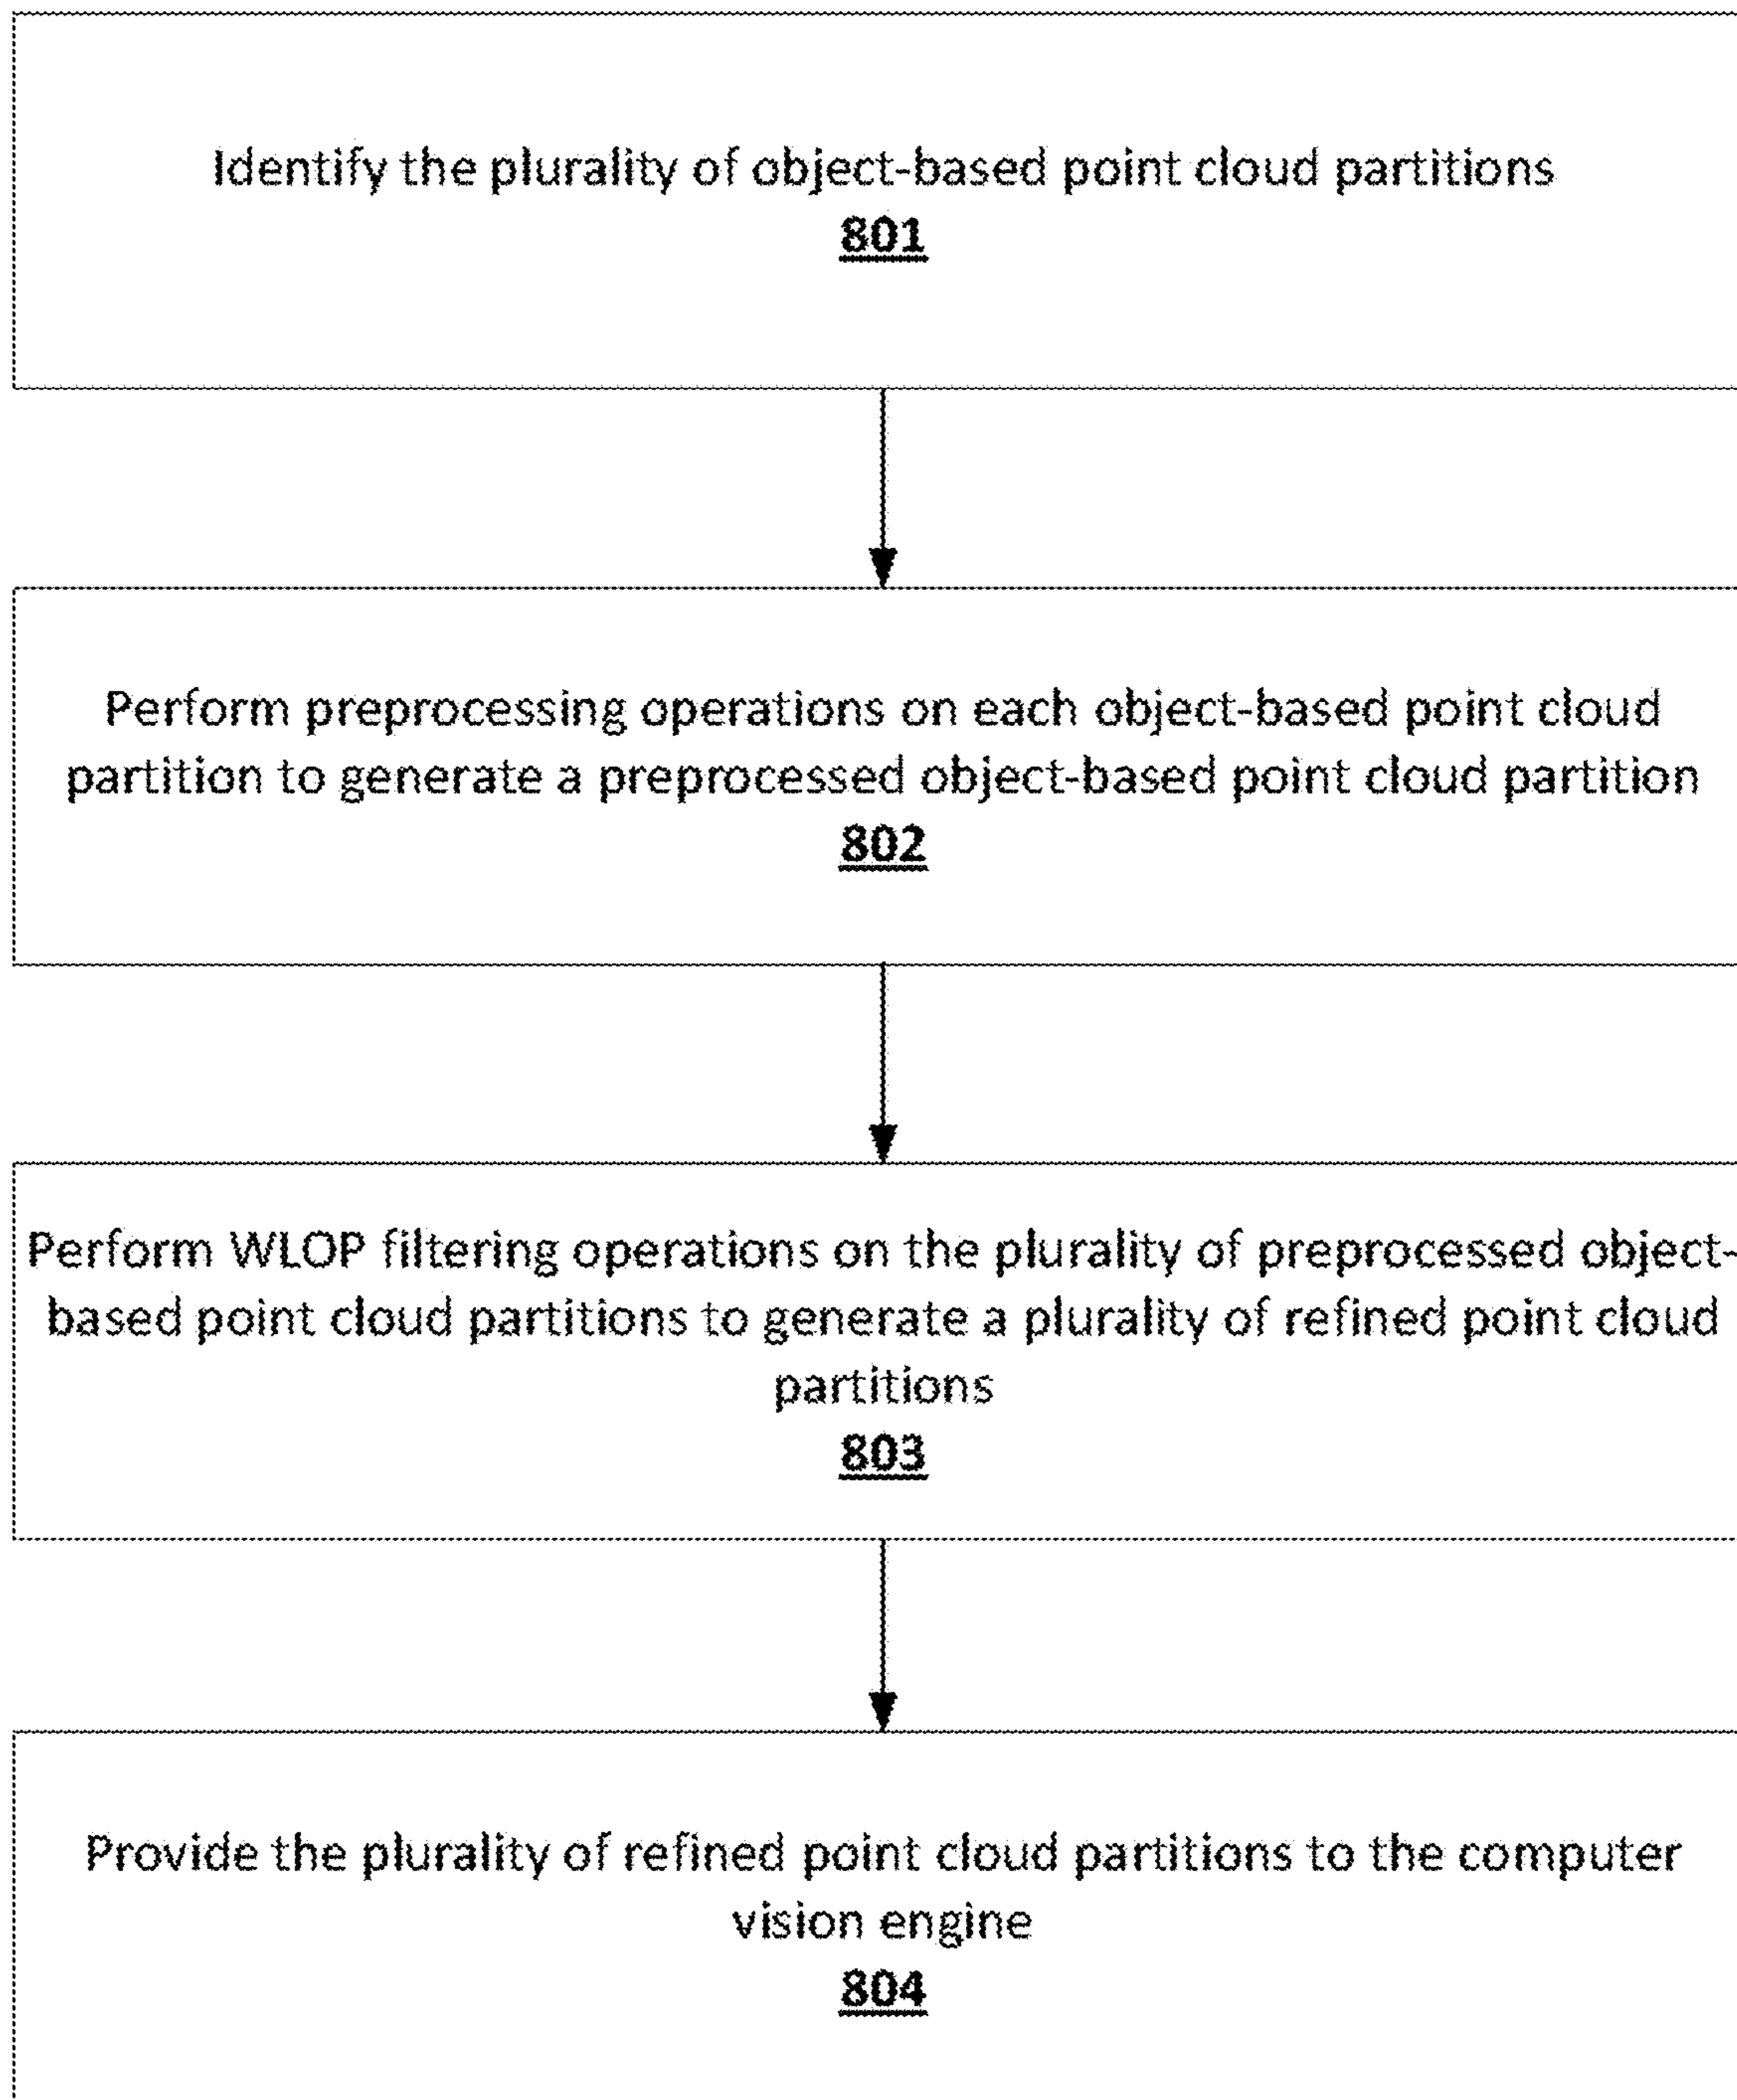 Identify the plurality of object-based point cloud partitions
801
Perform preprocessing operations on each object-based point cloud
partition to generate a preprocessed object-based point cloud partition
802
Perform WLOP filtering operations on the plurality of preprocessed object-
based point cloud partitions to generate a plurality of refined point cloud
partitions
803
Provide the plurality of refined point cloud partitions to the computer
vision engine
804